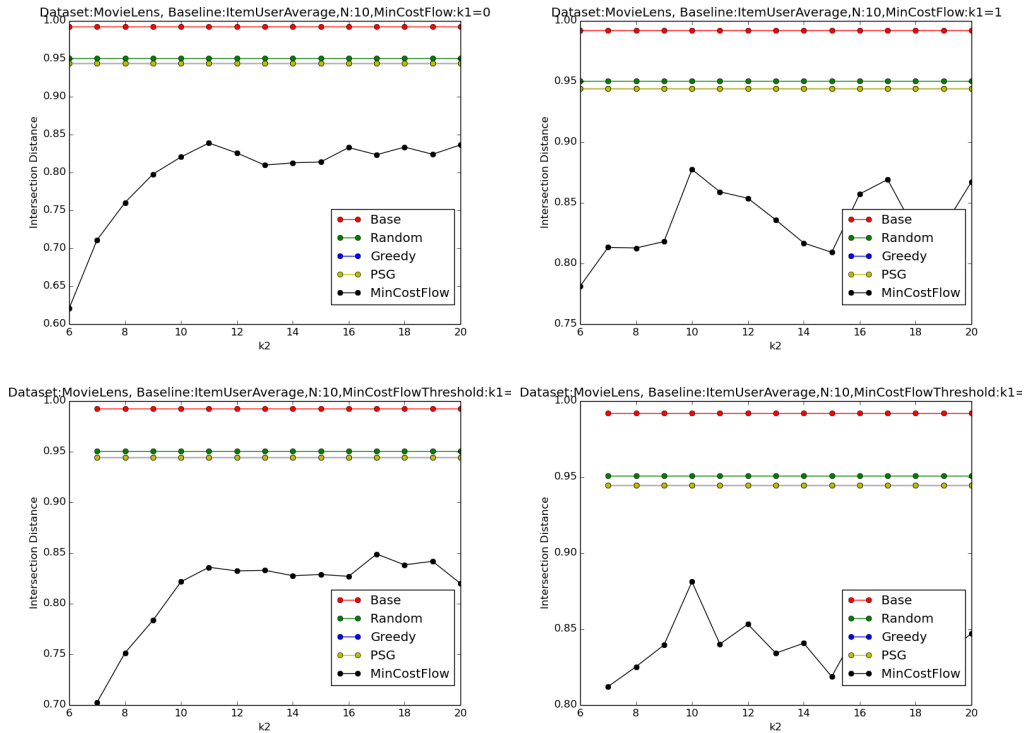 Dataset:MovieLens, Baseline:ItemUserAverage,N:10,MinCostFlow:k1=0
1.00
0.95
0.90
0.85
0.80
0.75
0.70
0.65
0.60
Intersection Distance
Base
Random
Greedy
PSG
MinCostFlow
6 8 10 12 14 16 18 20
k2
Dataset:MovieLens, Baseline:ItemUserAverage,N:10,MinCostFlow:k1=1
1.00
0.95
0.90
0.85
0.80
0.75
Intersection Distance
Base
Random
Greedy
PSG
MinCostFlow
6 8 10 12 14 16 18 20
k2
Dataset:MovieLens, Baseline:ItemUserAverage,N:10,MinCostFlowThreshold:k1=
1.00
0.95
0.90
0.85
0.80
0.75
0.70
Intersection Distance
Base
Random
Greedy
PSG
MinCostFlow
6 8 10 12 14 16 18 20
k2
Dataset:MovieLens, Baseline:ItemUserAverage,N:10,MinCostFlowThreshold:k1=
1.00
0.95
0.90
0.85
0.80
Intersection Distance
Base
Random
Greedy
PSG
MinCostFlow
6 8 10 12 14 16 18 20
k2